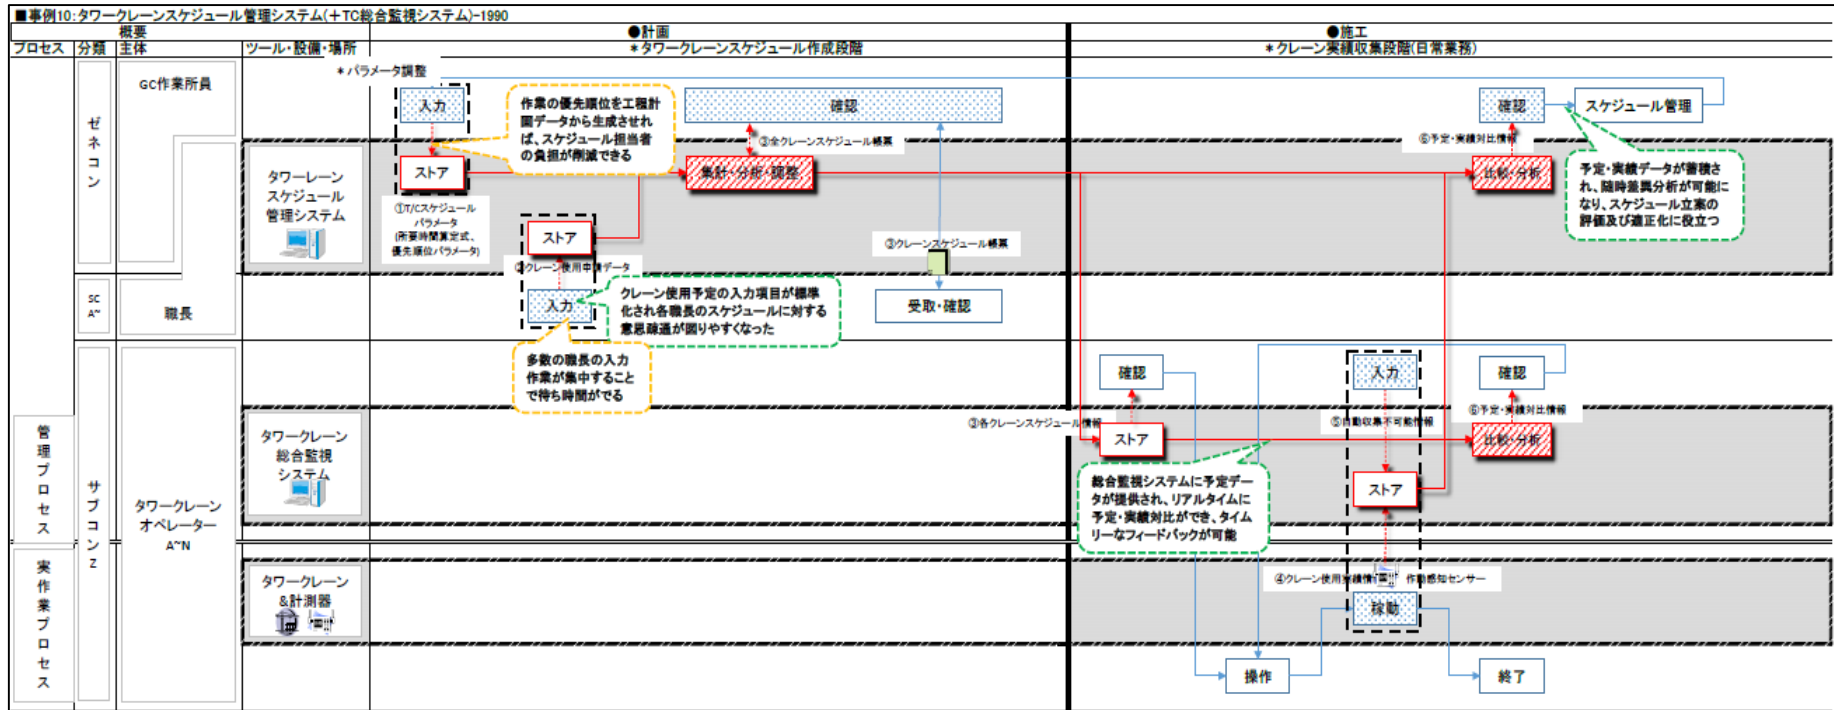 ■事例10:タワークレーンスケジュール管理システム(+TC総合監視システム)-1990
概要
●計画
●施工
プロセス
分類
主体
ツール・設備・場所
*タワークレーンスケジュール作成段階
*クレーン実績収集段階(日常業務)
*パラメータ調整
GC作業所員
入力
作業の優先順位を工程計
画データから生成させれ
ば、スケジュール担当者
の負担が削減できる
確認
確認
スケジュール管理
ゼネコン
③全クレーンスケジュール帳票
⑥予定・実績対比情報
タワーレーン
スケジュール
管理システム
ストア
集計・分析・調整
比較・分析
予定・実績データが蓄積さ
れ、随時差異分析が可能に
なり、スケジュール立案の
評価及び適正化に役立つ
①T/Cスケジュール
パラメータ
(所要時間算定式、
優先順位パラメータ)
ストア
③クレーンスケジュール帳票
②クレーン使用申請データ
SC
A~
職長
入力
クレーン使用予定の入力項目が標準
化され各職長のスケジュールに対する
意思疎通が図りやすくなった
受取・確認
多数の職長の入力
作業が集中すること
で待ち時間がでる
確認
入力
確認
管理プロセス
サブコンZ
タワークレーン
オペレーター
A~N
タワークレーン
総合監視
システム
③各クレーンスケジュール情報
ストア
⑤自動収集不可能情報
⑥予定・実績対比情報
比較・分析
総合監視システムに予定デー
タが提供され、リアルタイムに
予定・実績対比ができ、タイム
リーなフィードバックが可能
ストア
実作業プロセス
タワークレーン
&計測器
④クレーン使用実績情
作動感知センサー
稼動
操作
終了